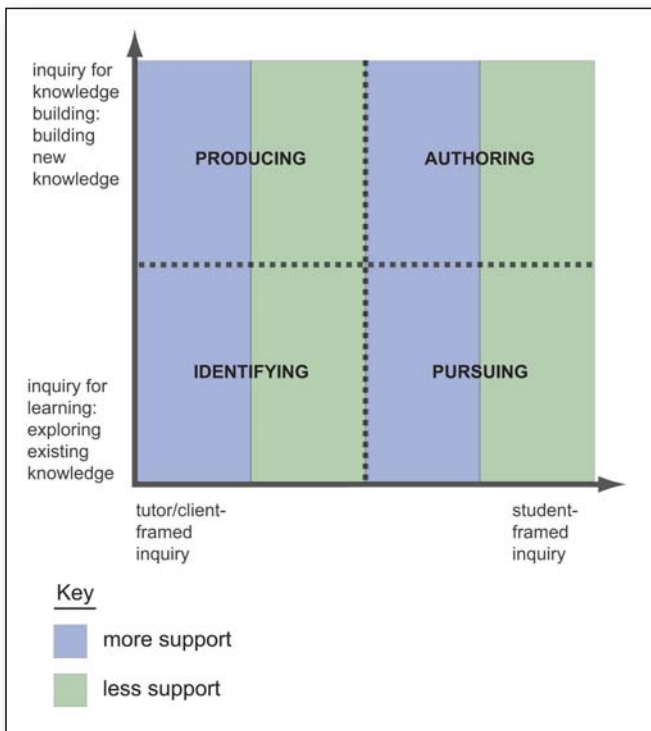 inquiry for
knowledge
building:
building
new
knowledge
PRODUCING
AUTHORING
IDENTIFYING
PURSUING
inquiry for
learning:
exploring
existing
knowledge
tutor/client-
framed
inquiry
student-
framed
inquiry
Key
more support
less support